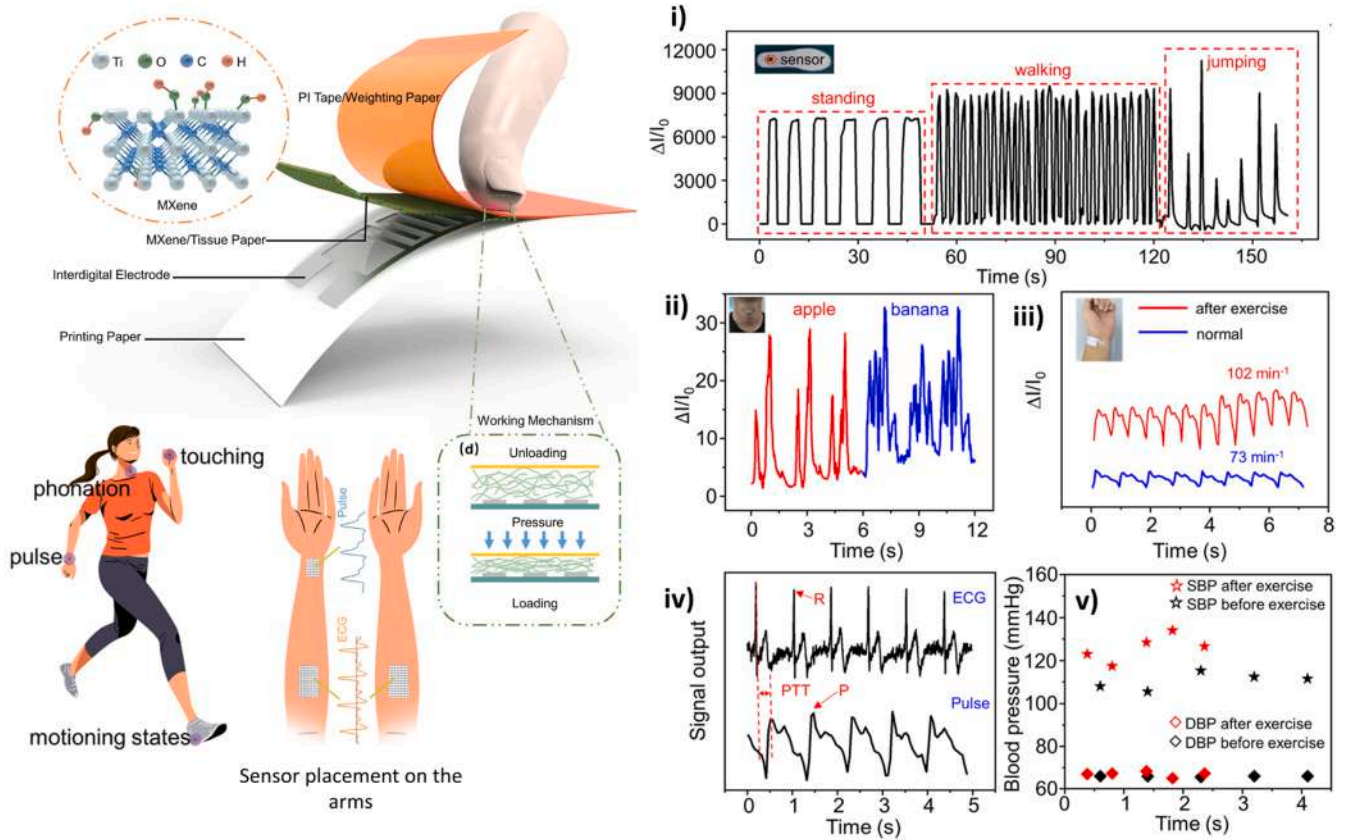 Ti O C H
MXene
PI Tape/Weighting Paper
MXene/Tissue Paper
Interdigital Electrode
Printing Paper
Working Mechanism
(d)
Unloading
Pressure
Loading
touching
phonation
pulse
motioning states
Pulse
ECG
Sensor placement on the
arms
i)
sensor
standing
walking
jumping
ΔI/I₀
12000
9000
6000
3000
0
0 30 60 90 120 150
Time (s)
ii)
apple
banana
ΔI/I₀
30
20
10
0
0 3 6 9 12
Time (s)
iii)
after exercise
normal
102 min⁻¹
73 min⁻¹
ΔI/I₀
0 2 4 6 8
Time (s)
iv)
R
ECG
PTT
P
Pulse
Signal output
0 1 2 3 4 5
Time (s)
v)
SBP after exercise
SBP before exercise
DBP after exercise
DBP before exercise
Blood pressure (mmHg)
160
140
120
100
80
60
0 1 2 3 4
Time (s)